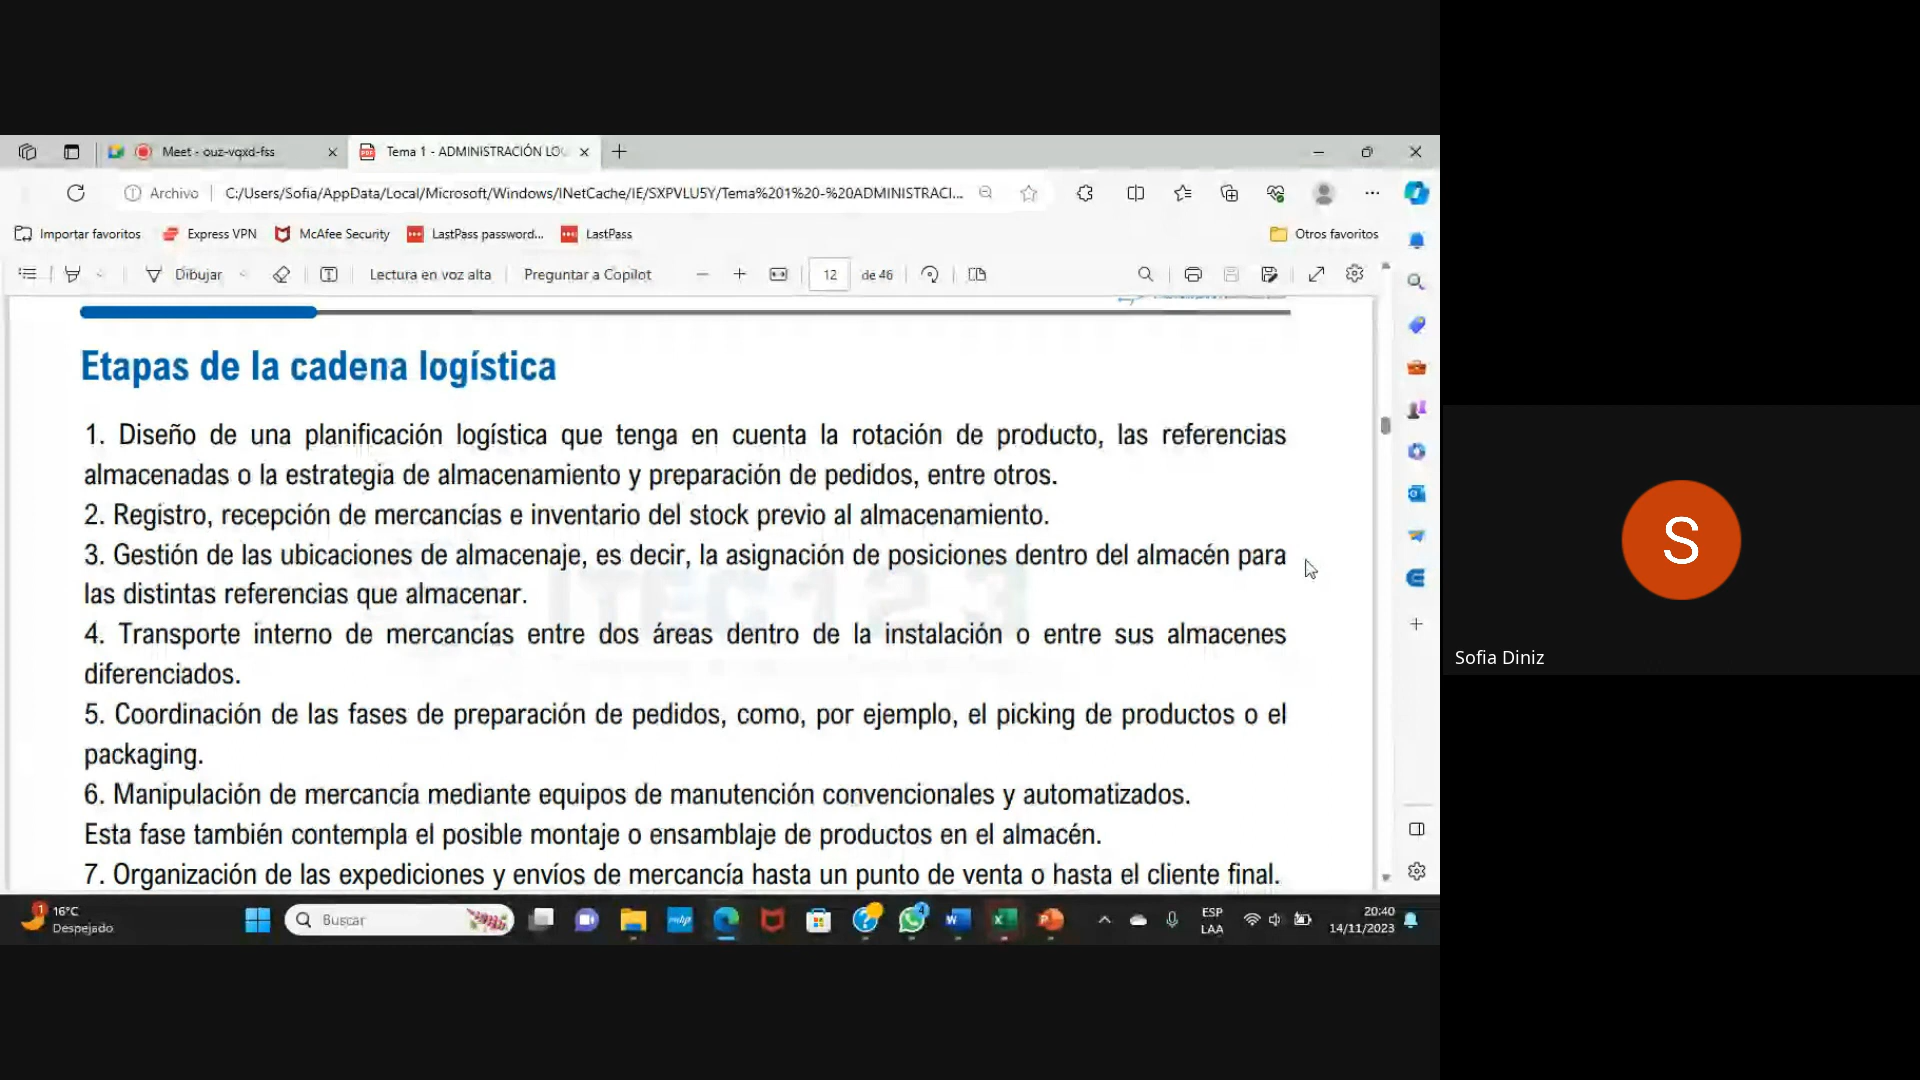 Meet - ouz-vqxd-fss
Tema 1 - ADMINISTRACIÓN LO
Archivo
C:/Users/Sofia/AppData/Local/Microsoft/Windows/INetCache/IE/SXPVLU5Y/Tema%201%20-%20ADMINISTRACI...
Importar favoritos
Express VPN
McAfee Security
LastPass password...
LastPass
Otros favoritos
Dibujar
Lectura en voz alta
Preguntar a Copilot
12
de 46
Etapas de la cadena logística
1. Diseño de una planificación logística que tenga en cuenta la rotación de producto, las referencias
almacenadas o la estrategia de almacenamiento y preparación de pedidos, entre otros.
2. Registro, recepción de mercancías e inventario del stock previo al almacenamiento.
3. Gestión de las ubicaciones de almacenaje, es decir, la asignación de posiciones dentro del almacén para
las distintas referencias que almacenar.
ITEC 1 2 3
4. Transporte interno de mercancías entre dos áreas dentro de la instalación o entre sus almacenes
diferenciados.
5. Coordinación de las fases de preparación de pedidos, como, por ejemplo, el picking de productos o el
packaging.
6. Manipulación de mercancía mediante equipos de manutención convencionales y automatizados.
Esta fase también contempla el posible montaje o ensamblaje de productos en el almacén.
7. Organización de las expediciones y envíos de mercancía hasta un punto de venta o hasta el cliente final.
S
Sofia Diniz
1
16°C
Despejado
Buscar
ESP
LAA
20:40
14/11/2023